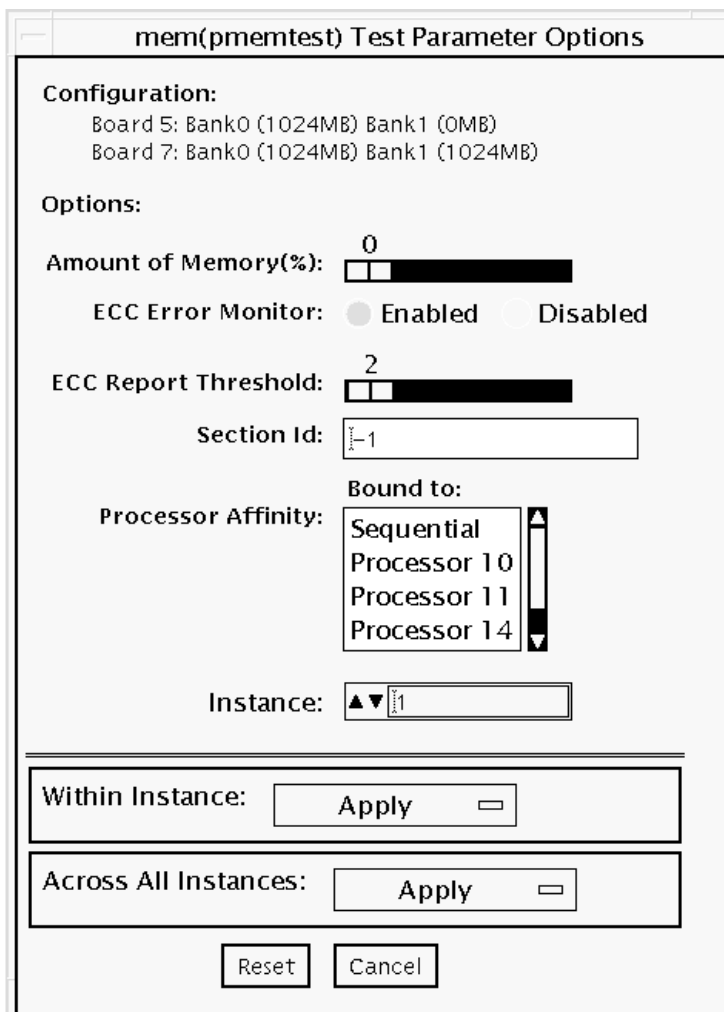 mem(pmemtest) Test Parameter Options
Configuration:
Board 5: Bank0 (1024MB) Bank1 (0MB)
Board 7: Bank0 (1024MB) Bank1 (1024MB)
Options:
0
Amount of Memory(%):
ECC Error Monitor: Enabled Disabled
2
ECC Report Threshold:
Section Id: -1
Bound to:
Processor Affinity:
Sequential
Processor 10
Processor 11
Processor 14
Instance: 1
Within Instance: Apply
Across All Instances: Apply
Reset Cancel